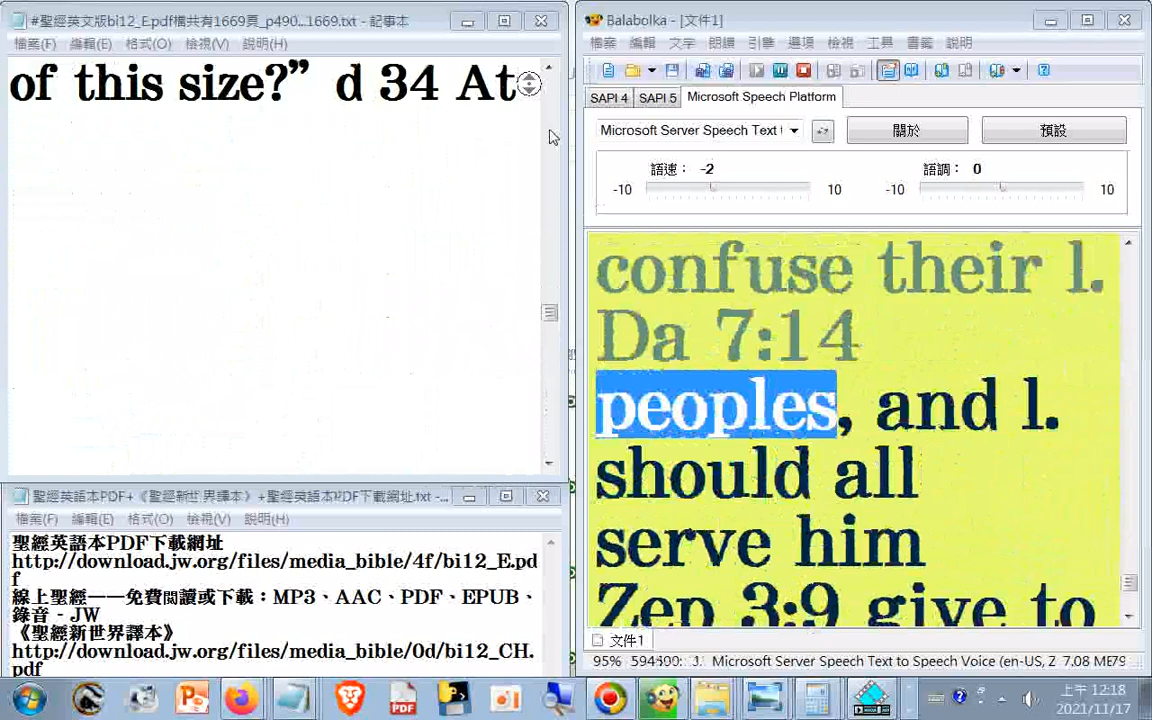 #聖經英文版bi12_E.pdf檔共有1669頁_p490...1669.txt - 記事本
檔案(F) 編輯(E) 格式(O) 檢視(V) 說明(H)
of this size?” d 34 At
聖經英語本PDF+《聖經新世界譯本》+聖經英語本PDF下載網址.txt - ...
檔案(F) 編輯(E) 格式(O) 檢視(V) 說明(H)
聖經英語本PDF下載網址
http://download.jw.org/files/media_bible/4f/bi12_E.pd
f
線上聖經——免費閱讀或下載：MP3、AAC、PDF、EPUB、
錄音 - JW
《聖經新世界譯本》
http://download.jw.org/files/media_bible/0d/bi12_CH.
pdf
Balabolka - [文件1]
檔案 編輯 文字 朗讀 引擎 選項 檢視 工具 書籤 說明
SAPI 4 SAPI 5 Microsoft Speech Platform
Microsoft Server Speech Text 關於 預設
語速： -2 語調： 0
-10 10 -10 10
confuse their l.
Da 7:14
peoples, and l.
should all
serve him
Zep 3:9 give to
文件1
95% Microsoft Server Speech Text to Speech Voice (en-US, Z 7.08 ME
PDF
上午 12:18
2021/11/17